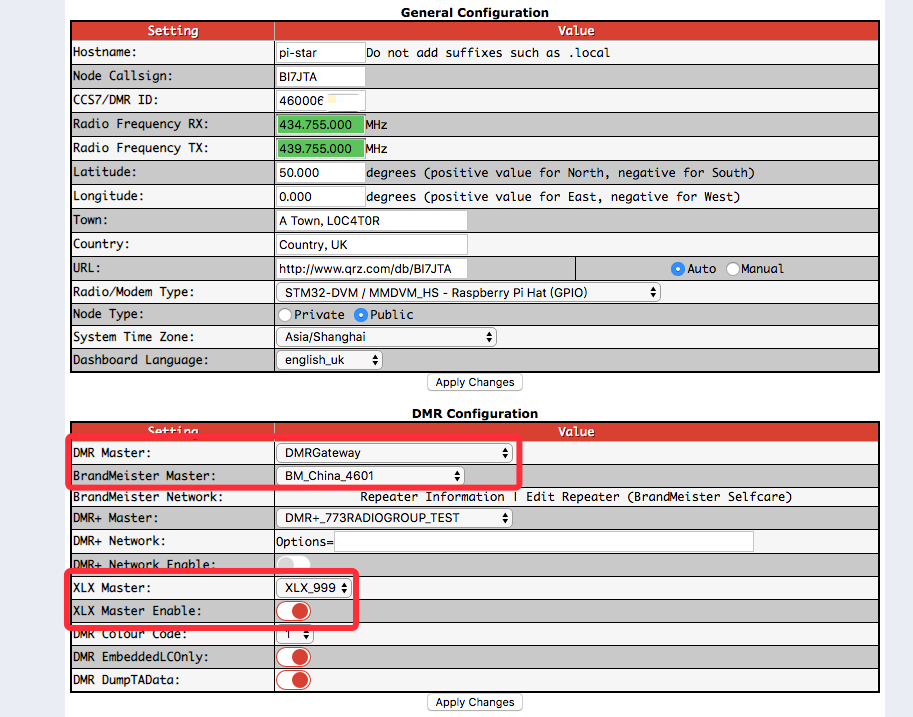 General Configuration
Setting Value
Hostname: pi-star Do not add suffixes such as .local
Node Callsign: BI7JTA
CCS7/DMR ID: 460006
Radio Frequency RX: 434.755.000 MHz
Radio Frequency TX: 439.755.000 MHz
Latitude: 50.000 degrees (positive value for North, negative for South)
Longitude: 0.000 degrees (positive value for East, negative for West)
Town: A Town, L0C4T0R
Country: Country, UK
URL: http://www.qrz.com/db/BI7JTA Auto Manual
Radio/Modem Type: STM32-DVM / MMDVM_HS - Raspberry Pi Hat (GPIO)
Node Type: Private Public
System Time Zone: Asia/Shanghai
Dashboard Language: english_uk
Apply Changes
DMR Configuration
Setting Value
DMR Master: DMRGateway
BrandMeister Master: BM_China_4601
BrandMeister Network: Repeater Information | Edit Repeater (BrandMeister Selfcare)
DMR+ Master: DMR+_773RADIOGROUP_TEST
DMR+ Network: Options=
DMR+ Network Enable:
XLX Master: XLX_999
XLX Master Enable:
DMR Colour Code: 1
DMR EmbeddedLCOnly:
DMR DumpTAData:
Apply Changes